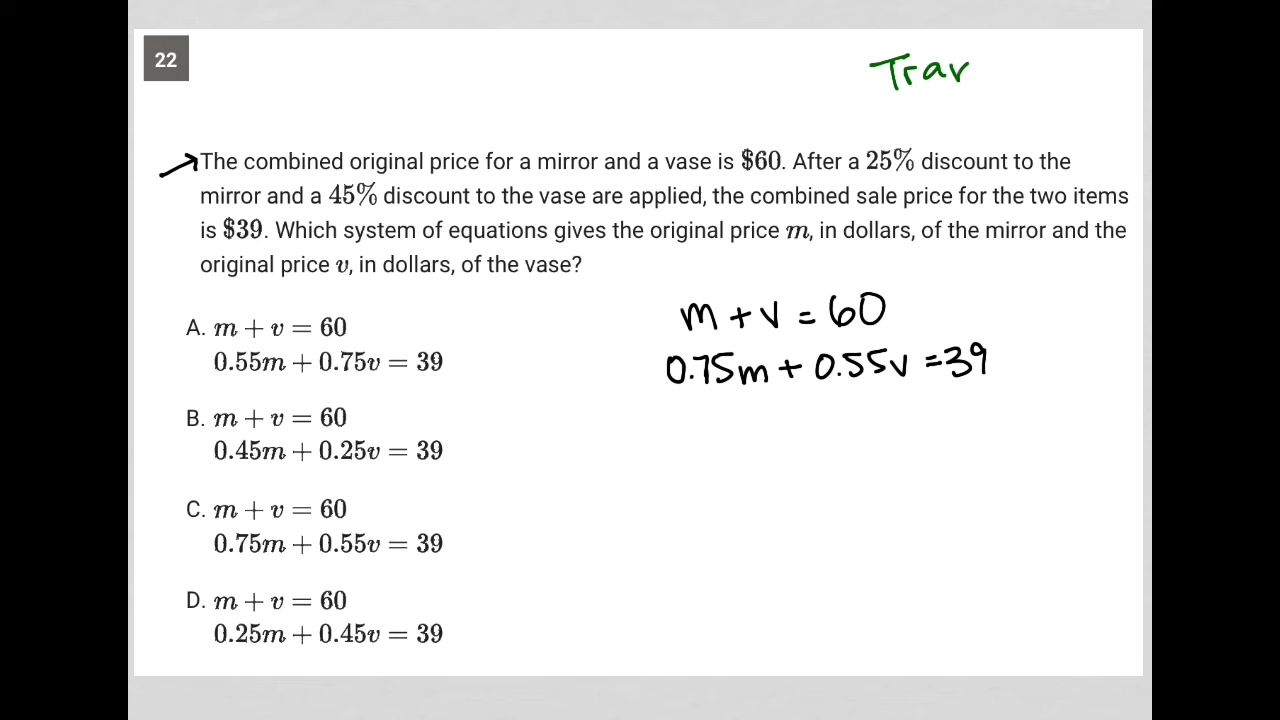 22
Trav
The combined original price for a mirror and a vase is $60. After a 25% discount to the
mirror and a 45% discount to the vase are applied, the combined sale price for the two items
is $39. Which system of equations gives the original price m, in dollars, of the mirror and the
original price v, in dollars, of the vase?
m + v = 60
0.75m + 0.55v = 39
A. m + v = 60
0.55m + 0.75v = 39
B. m + v = 60
0.45m + 0.25v = 39
C. m + v = 60
0.75m + 0.55v = 39
D. m + v = 60
0.25m + 0.45v = 39